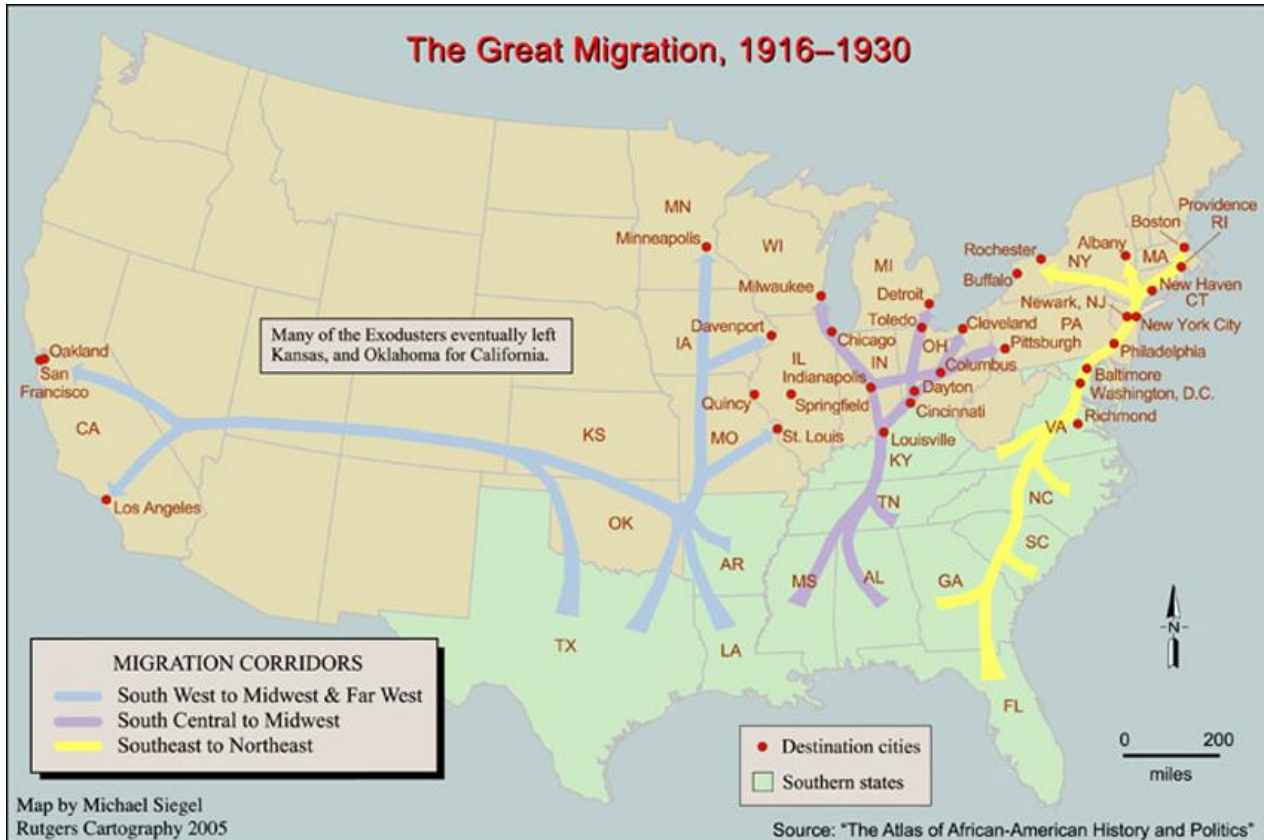 The Great Migration, 1916–1930
MN
Minneapolis
WI
Milwaukee
MI
Detroit
Toledo
Rochester
Buffalo
Albany
NY
Boston
MA
Providence
RI
New Haven
CT
Newark, NJ
New York City
PA
Cleveland
Pittsburgh
Philadelphia
Baltimore
Washington, D.C.
Richmond
Many of the Exodusters eventually left
Kansas, and Oklahoma for California.
Davenport
IA
Chicago
IL
IN
OH
Indianapolis
Columbus
Dayton
Cincinnati
Quincy
Springfield
Oakland
San
Francisco
CA
Los Angeles
KS
MO
St. Louis
Louisville
KY
VA
OK
AR
TN
NC
SC
MS
AL
GA
TX
LA
FL
N
MIGRATION CORRIDORS
South West to Midwest & Far West
South Central to Midwest
Southeast to Northeast
Destination cities
Southern states
0 200
miles
Map by Michael Siegel
Rutgers Cartography 2005
Source: "The Atlas of African-American History and Politics"